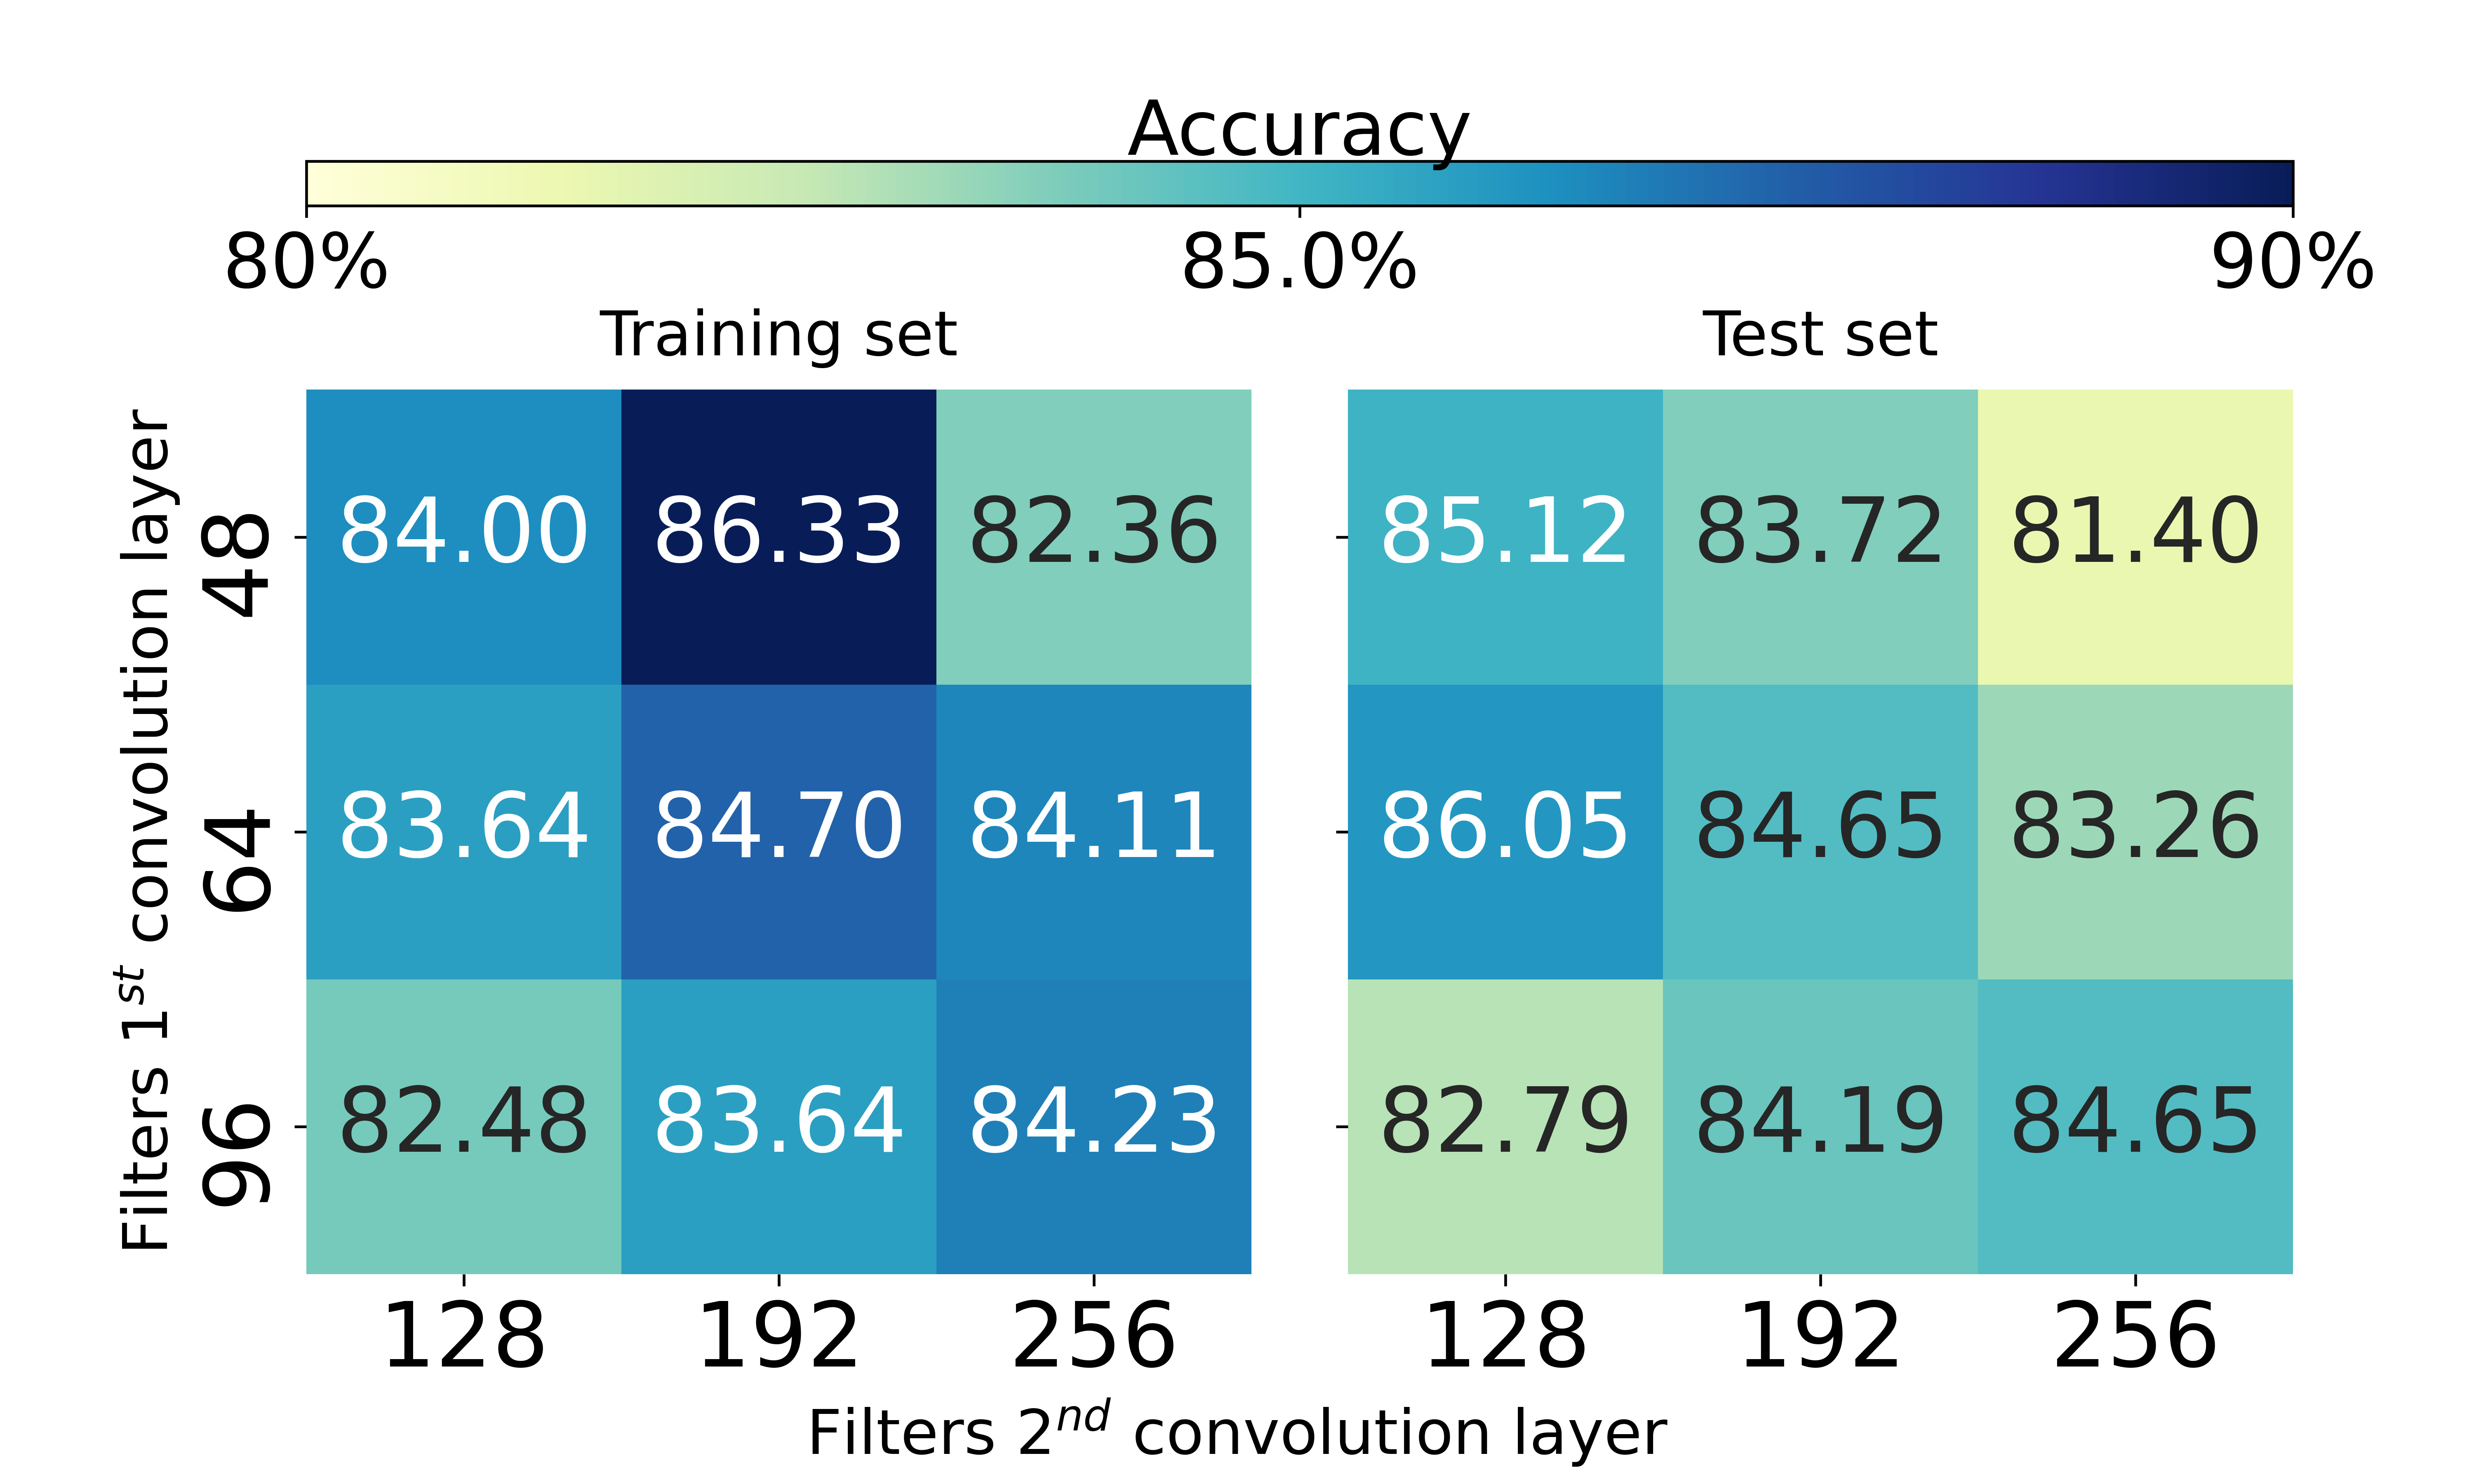 Accuracy
80% 85.0% 90%
Training set Test set
Filters 1st convolution layer
48 84.00 86.33 82.36 85.12 83.72 81.40
64 83.64 84.70 84.11 86.05 84.65 83.26
96 82.48 83.64 84.23 82.79 84.19 84.65
128 192 256 128 192 256
Filters 2nd convolution layer